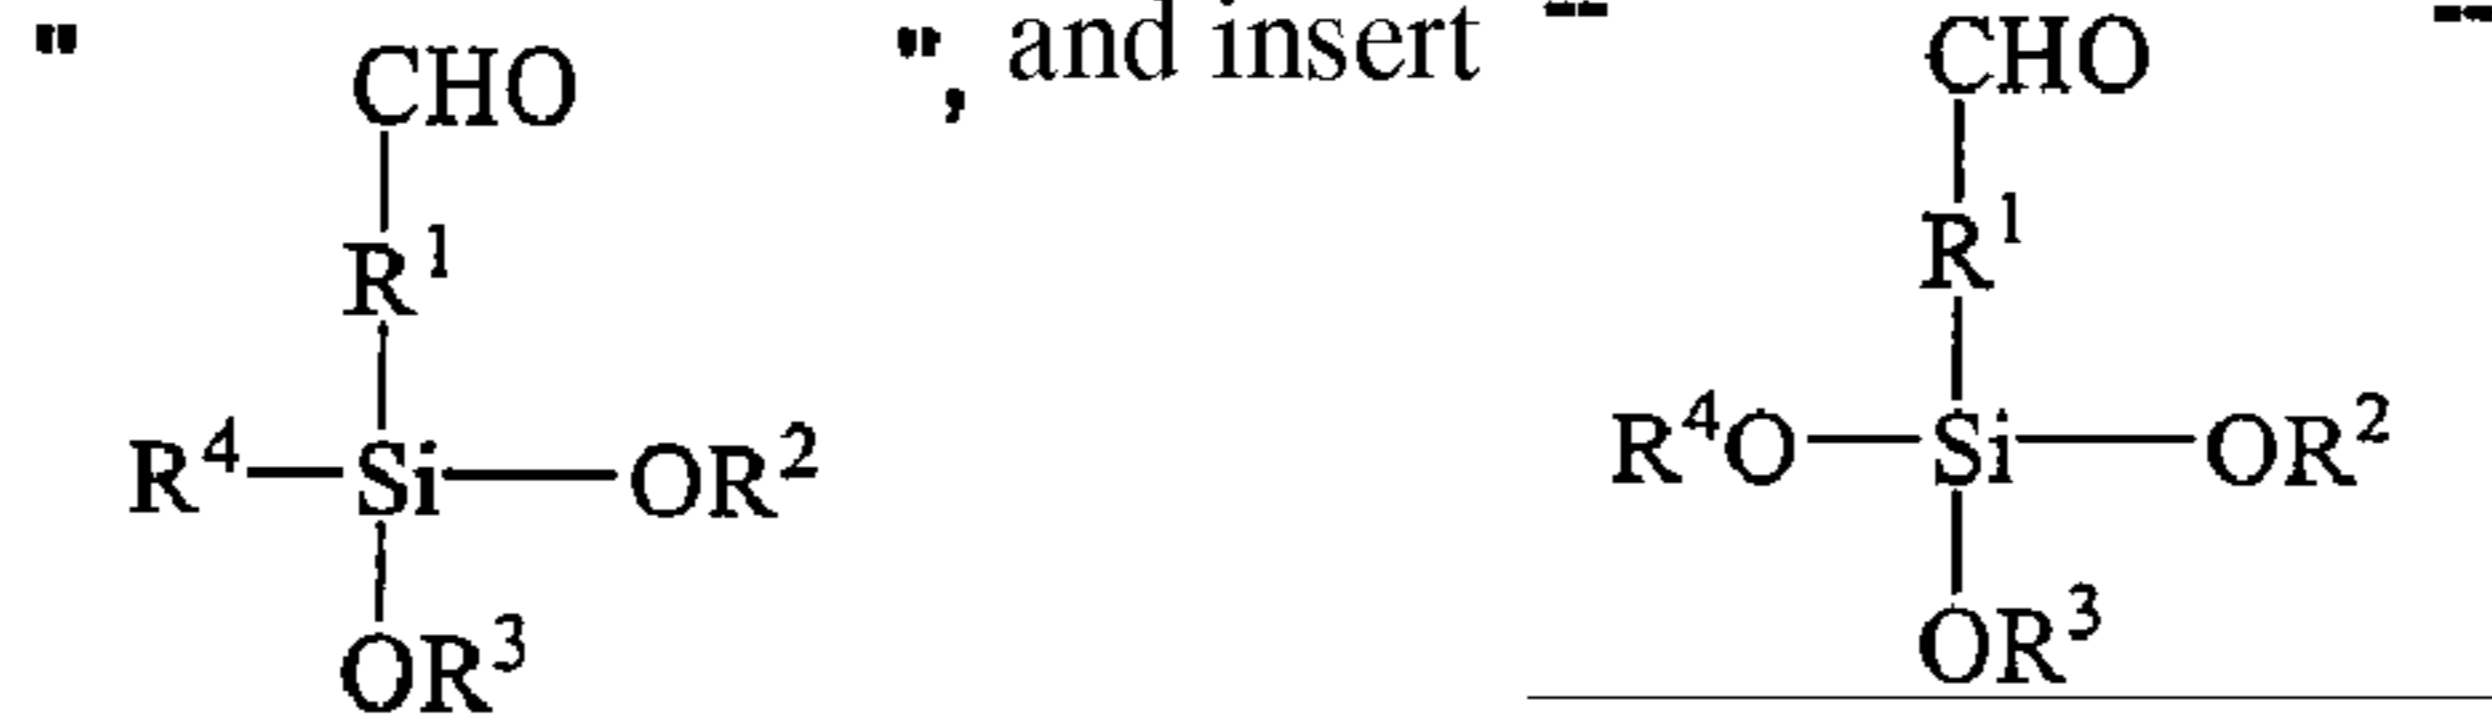 " CHO ", and insert -- CHO --
R¹ R¹
R⁴—Si—OR² R⁴O—Si—OR²
OR³ OR³